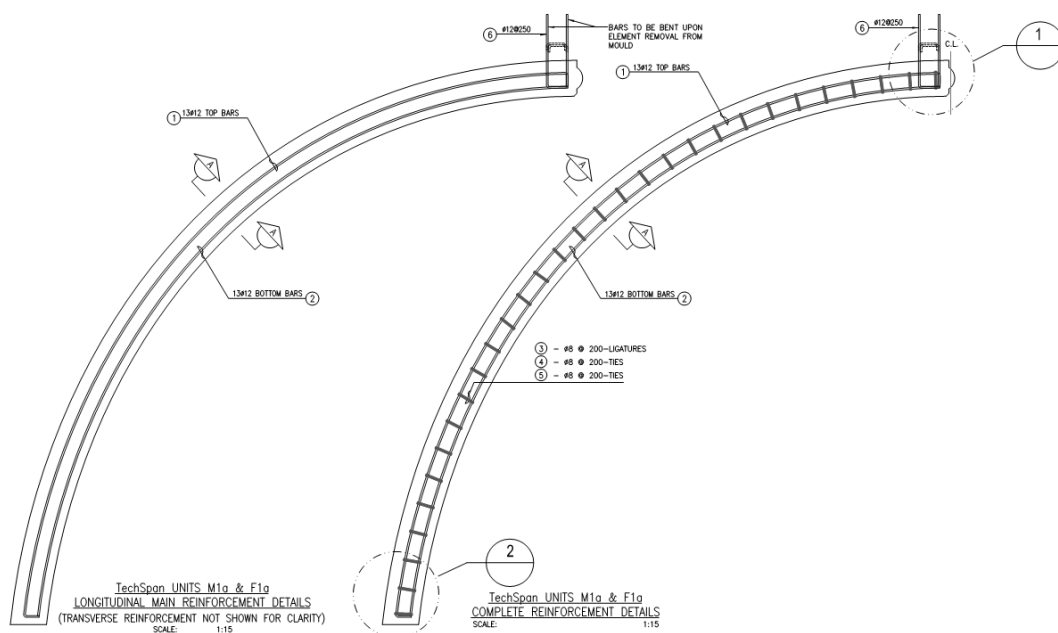 6
ø12@250
BARS TO BE BENT UPON
ELEMENT REMOVAL FROM
MOULD
1
13ø12 TOP BARS
A
A
13ø12 BOTTOM BARS
2
TechSpan UNITS M1a & F1a
LONGITUDINAL MAIN REINFORCEMENT DETAILS
(TRANSVERSE REINFORCEMENT NOT SHOWN FOR CLARITY)
SCALE: 1:15
6
ø12@250
C.L.
1
1
13ø12 TOP BARS
A
A
13ø12 BOTTOM BARS
2
3 - ø8 @ 200-LIGATURES
4 - ø8 @ 200-TIES
5 - ø8 @ 200-TIES
2
TechSpan UNITS M1a & F1a
COMPLETE REINFORCEMENT DETAILS
SCALE: 1:15